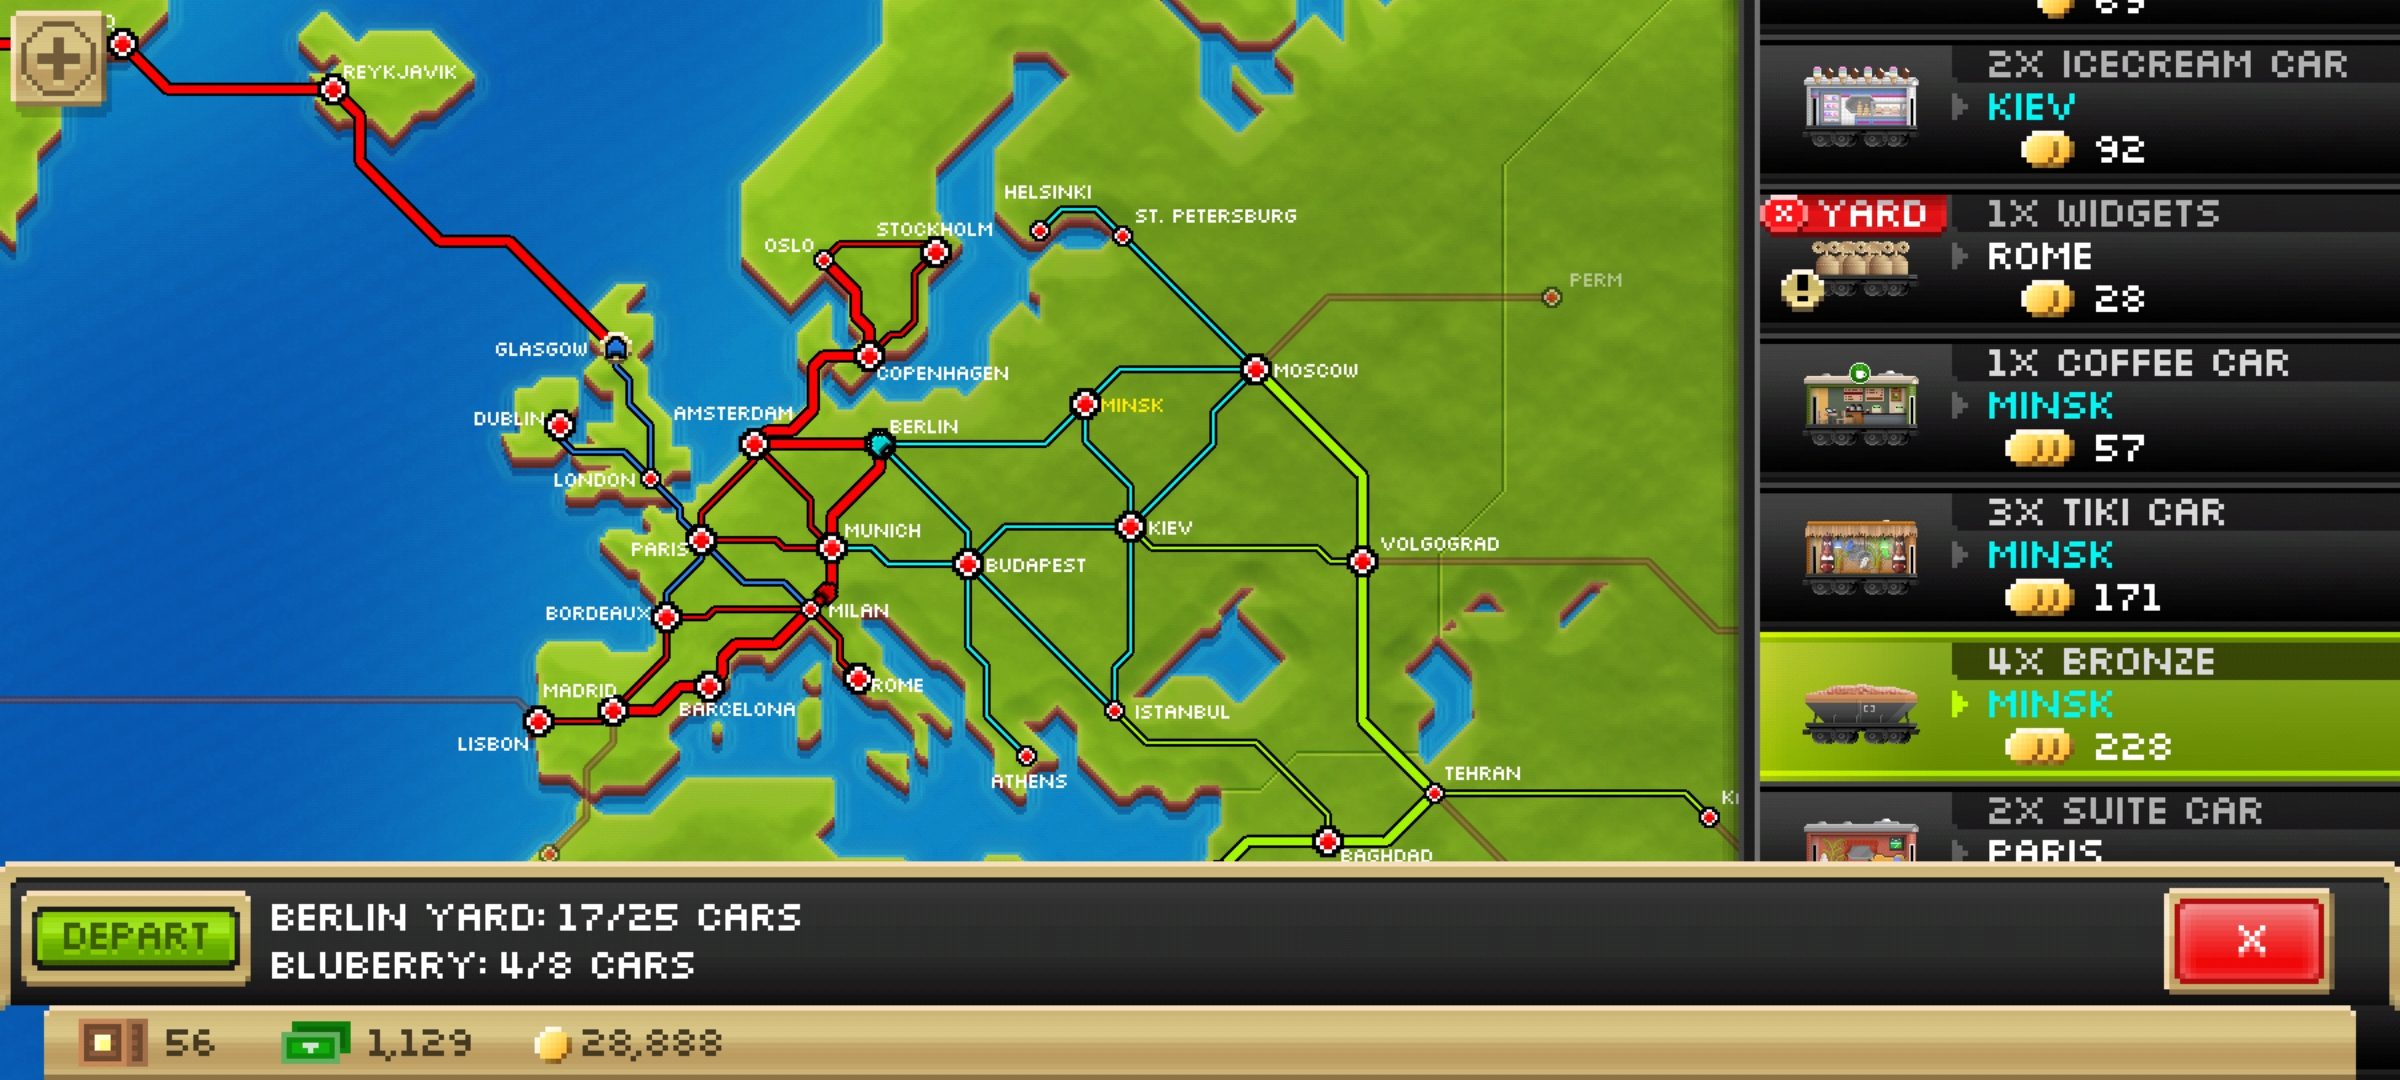 REYKJAVIK
HELSINKI
ST. PETERSBURG
STOCKHOLM
OSLO
PERM
GLASGOW
COPENHAGEN
MOSCOW
DUBLIN
AMSTERDAM
BERLIN
MINSK
LONDON
MUNICH
KIEV
PARIS
BUDAPEST
VOLGOGRAD
BORDEAUX
MILAN
MADRID
ROME
BARCELONA
ISTANBUL
LISBON
ATHENS
TEHRAN
BAGHDAD
2X ICECREAM CAR
KIEV
92
YARD
1X WIDGETS
ROME
28
1X COFFEE CAR
MINSK
57
3X TIKI CAR
MINSK
171
4X BRONZE
MINSK
228
2X SUITE CAR
PARIS
DEPART
BERLIN YARD: 17/25 CARS
BLUBERRY: 4/8 CARS
X
56
1,129
28,888